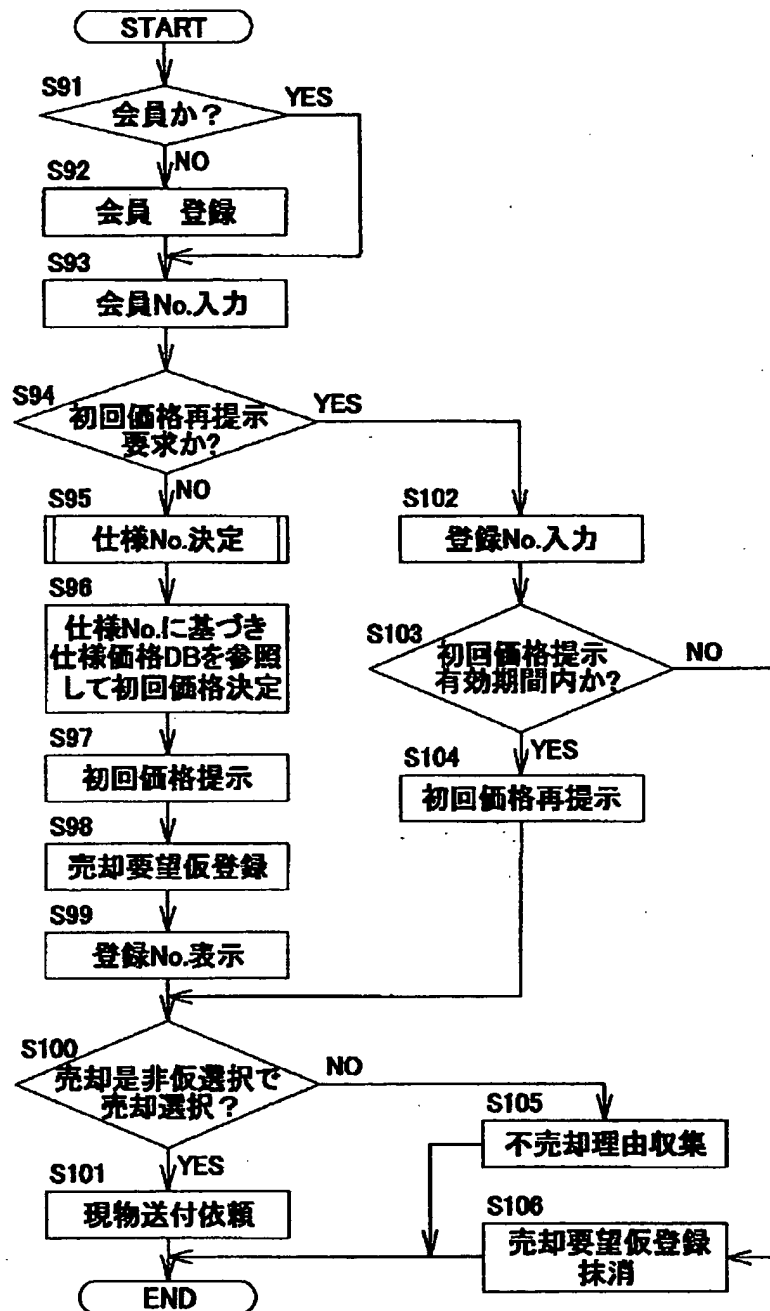 START
S91
会員か？
YES
NO
S92
会員 登録
S93
会員No.入力
S94
初回価格再提示
要求か?
YES
NO
S95
仕様No.決定
S96
仕様No.に基づき
仕様価格DBを参照
して初回価格決定
S97
初回価格提示
S98
売却要望仮登録
S99
登録No.表示
S102
登録No.入力
S103
初回価格提示
有効期間内か?
NO
YES
S104
初回価格再提示
S100
売却是非仮選択で
売却選択？
NO
YES
S101
現物送付依頼
S105
不売却理由収集
S106
売却要望仮登録
抹消
END